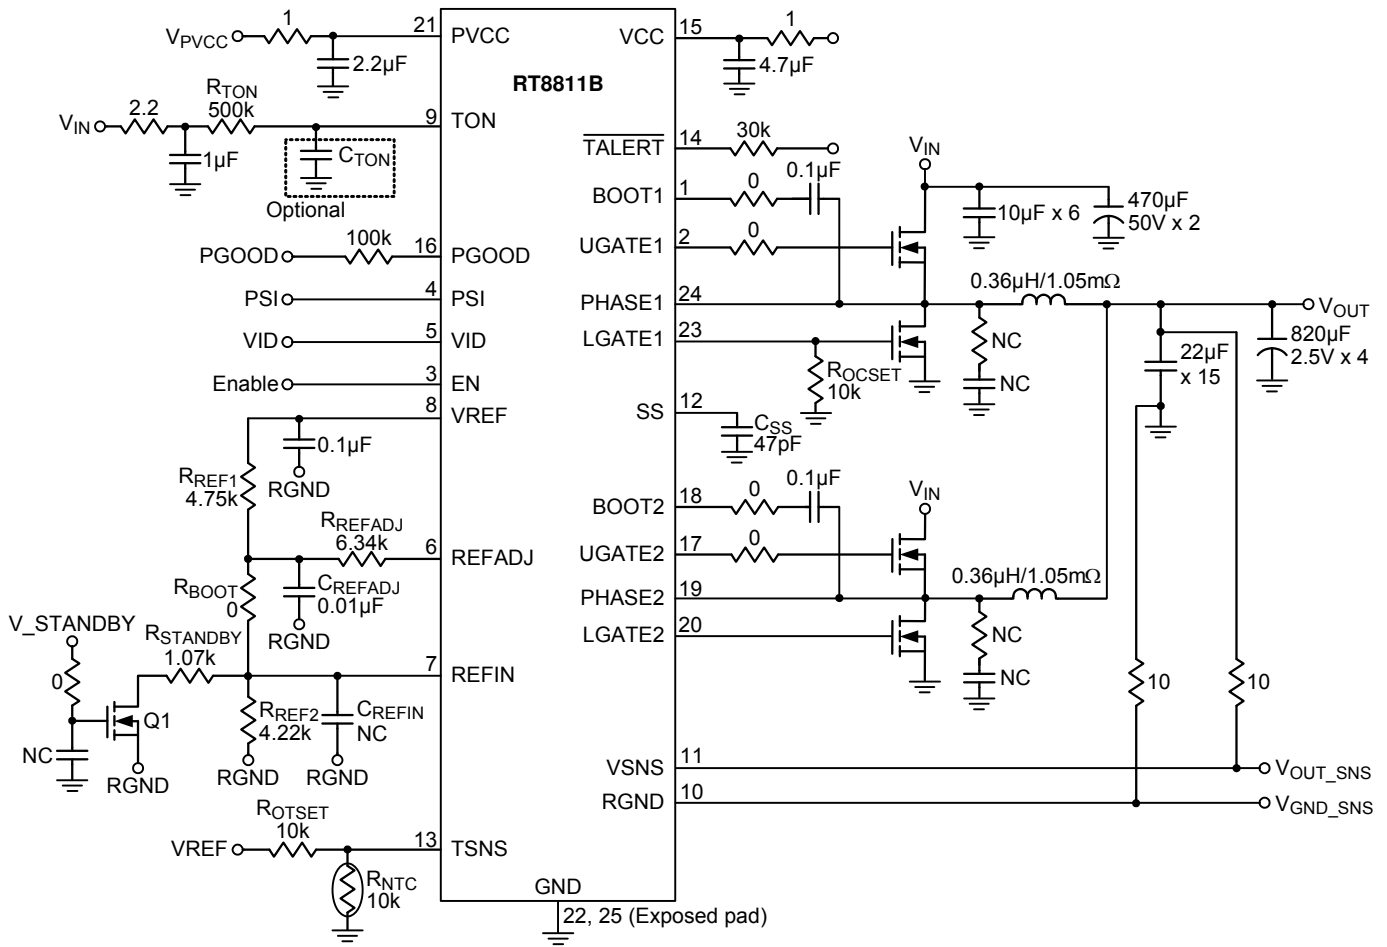 RT8811B
V_PVCC
1
21
PVCC
2.2µF
V_IN
2.2
R_TON
500k
9
TON
1µF
C_TON
Optional
PGOOD
100k
16
PGOOD
PSI
4
PSI
VID
5
VID
Enable
3
EN
8
VREF
0.1µF
RGND
R_REF1
4.75k
R_REFADJ
6.34k
6
REFADJ
C_REFADJ
0.01µF
RGND
R_BOOT
0
V_STANDBY
0
R_STANDBY
1.07k
7
REFIN
Q1
NC
RGND
R_REF2
4.22k
RGND
C_REFIN
NC
RGND
VREF
R_OTSET
10k
13
TSNS
R_NTC
10k
GND
22, 25 (Exposed pad)
VCC
15
1
4.7µF
TALERT
14
30k
BOOT1
1
0
0.1µF
UGATE1
2
0
V_IN
10µF x 6
470µF
50V x 2
PHASE1
24
0.36µH/1.05mΩ
V_OUT
LGATE1
23
R_OCSET
10k
NC
NC
22µF
x 15
820µF
2.5V x 4
SS
12
C_SS
47pF
BOOT2
18
0
0.1µF
UGATE2
17
0
V_IN
PHASE2
19
0.36µH/1.05mΩ
LGATE2
20
NC
NC
10
10
VSNS
11
V_OUT_SNS
RGND
10
V_GND_SNS